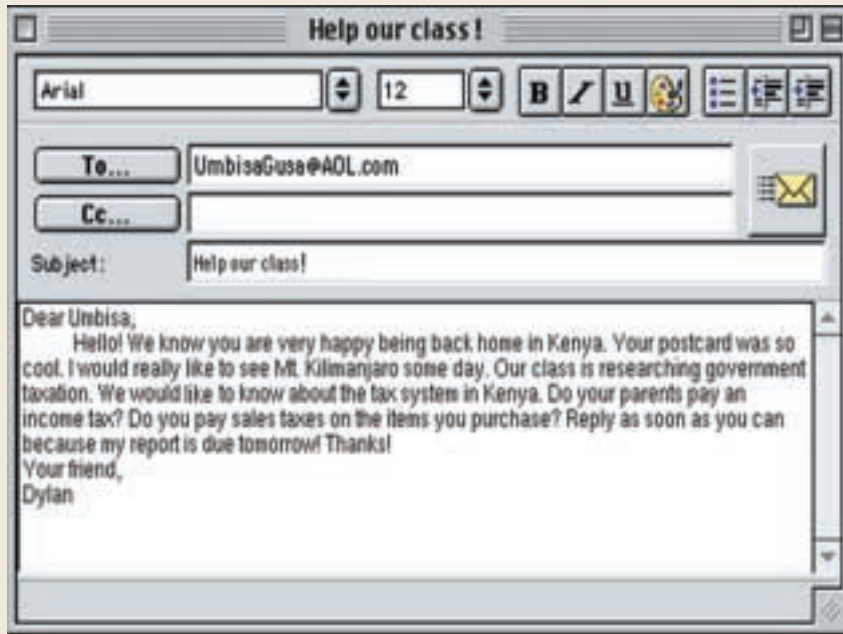 Help our class!
Arial
12
B I U
To...
UmbisaGusa@AOL.com
Cc...
Subject:
Help our class!
Dear Umbisa,
Hello! We know you are very happy being back home in Kenya. Your postcard was so
cool. I would really like to see Mt. Kilimanjaro some day. Our class is researching government
taxation. We would like to know about the tax system in Kenya. Do your parents pay an
income tax? Do you pay sales taxes on the items you purchase? Reply as soon as you can
because my report is due tomorrow! Thanks!
Your friend,
Dylan